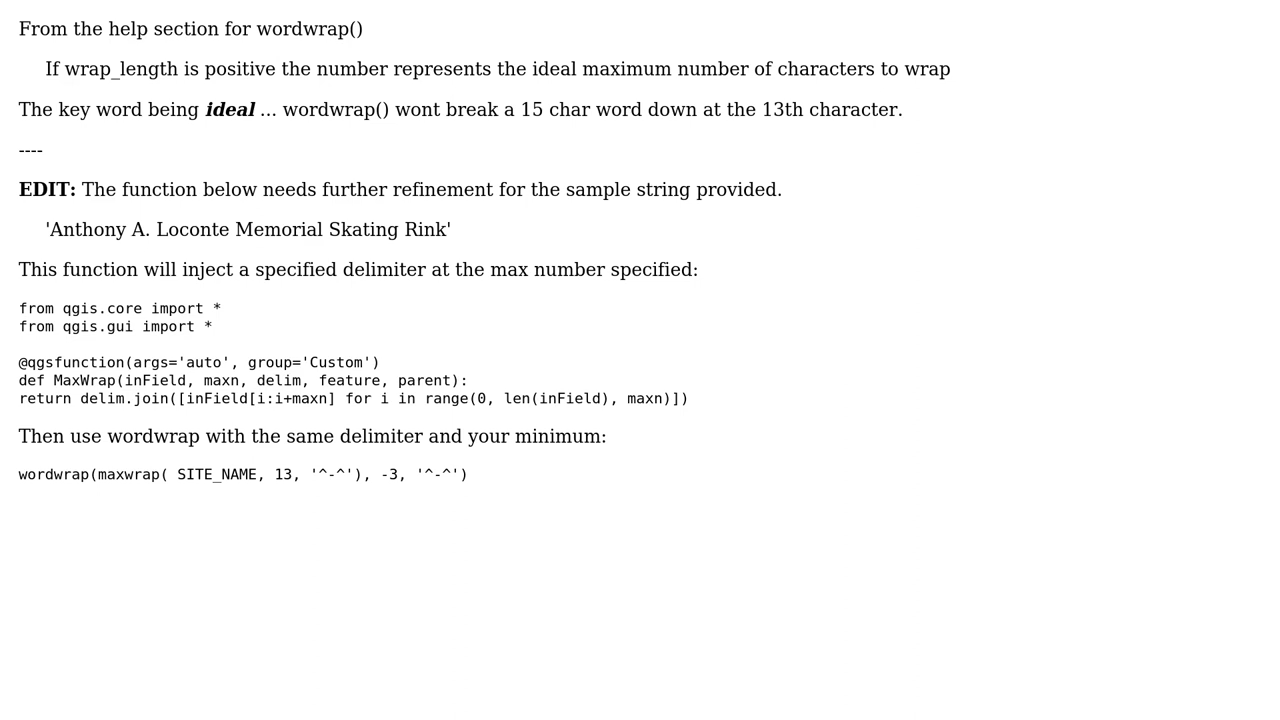 From the help section for wordwrap()
If wrap_length is positive the number represents the ideal maximum number of characters to wrap
The key word being ideal ... wordwrap() wont break a 15 char word down at the 13th character.
----
EDIT: The function below needs further refinement for the sample string provided.
'Anthony A. Loconte Memorial Skating Rink'
This function will inject a specified delimiter at the max number specified:
from qgis.core import *
from qgis.gui import *
@qgsfunction(args='auto', group='Custom')
def MaxWrap(inField, maxn, delim, feature, parent):
return delim.join([inField[i:i+maxn] for i in range(0, len(inField), maxn)])
Then use wordwrap with the same delimiter and your minimum:
wordwrap(maxwrap( SITE_NAME, 13, '^-^'), -3, '^-^')